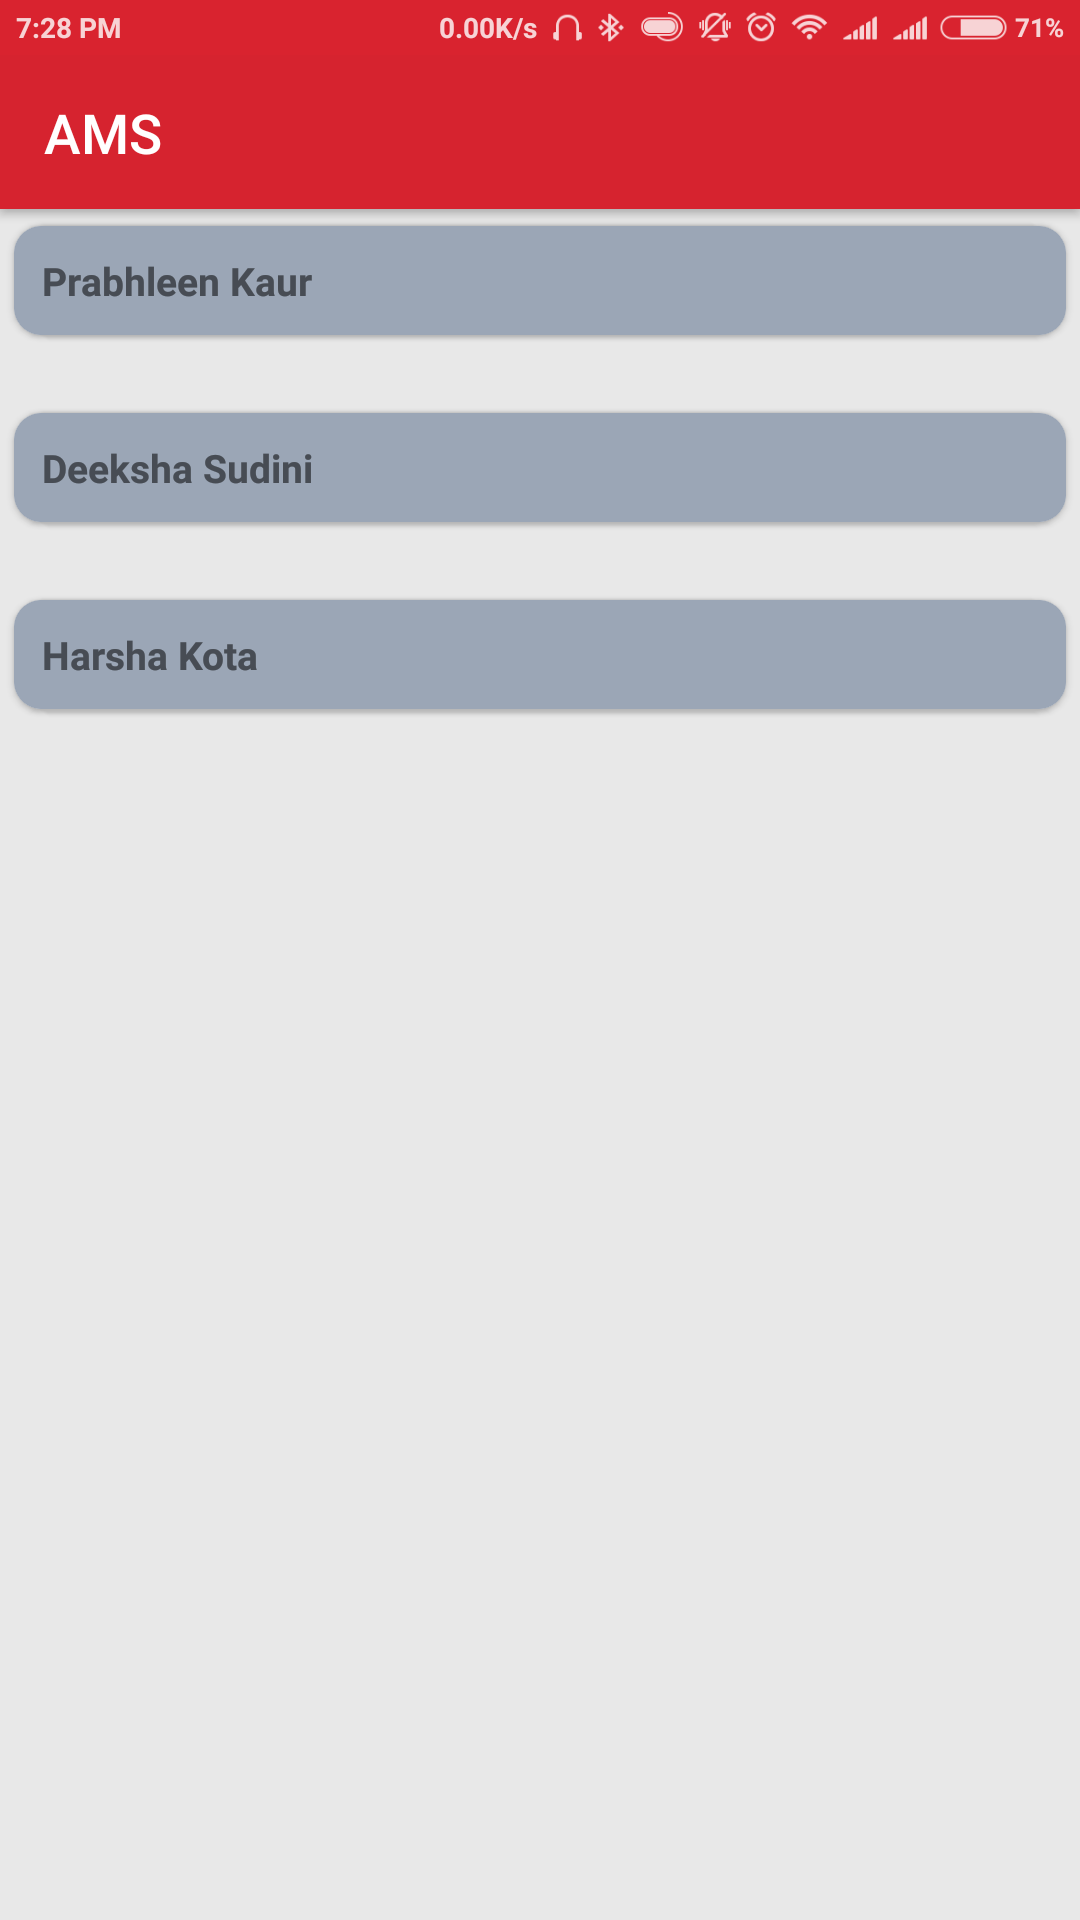 7:28 PM 0.00K/s 71%
AMS
Prabhleen Kaur
Deeksha Sudini
Harsha Kota